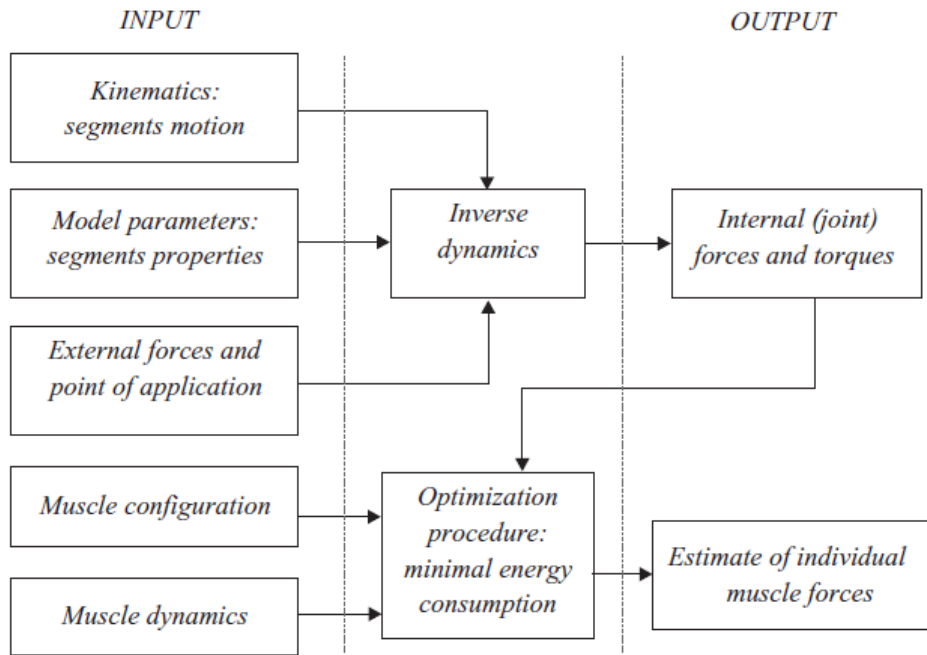 INPUT
OUTPUT
Kinematics:
segments motion
Model parameters:
segments properties
Inverse
dynamics
Internal (joint)
forces and torques
External forces and
point of application
Muscle configuration
Optimization
procedure:
minimal energy
consumption
Muscle dynamics
Estimate of individual
muscle forces